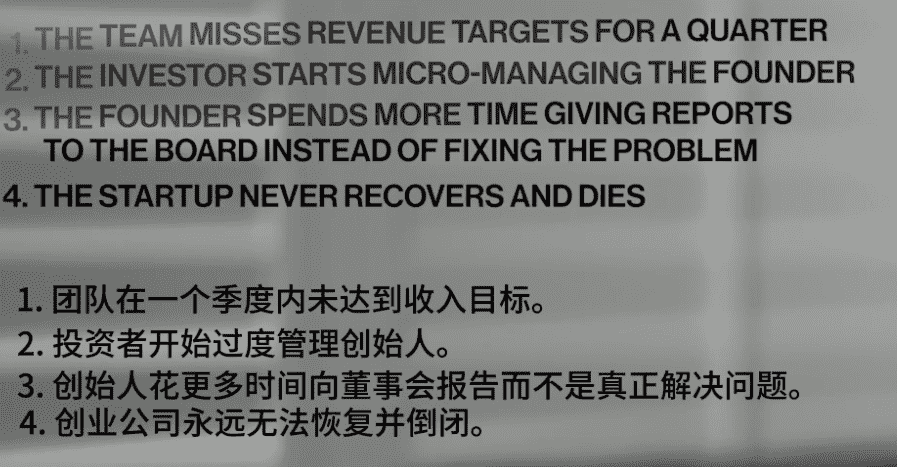 1. THE TEAM MISSES REVENUE TARGETS FOR A QUARTER
2. THE INVESTOR STARTS MICRO-MANAGING THE FOUNDER
3. THE FOUNDER SPENDS MORE TIME GIVING REPORTS
TO THE BOARD INSTEAD OF FIXING THE PROBLEM
4. THE STARTUP NEVER RECOVERS AND DIES
1. 团队在一个季度内未达到收入目标。
2. 投资者开始过度管理创始人。
3. 创始人花更多时间向董事会报告而不是真正解决问题。
4. 创业公司永远无法恢复并倒闭。